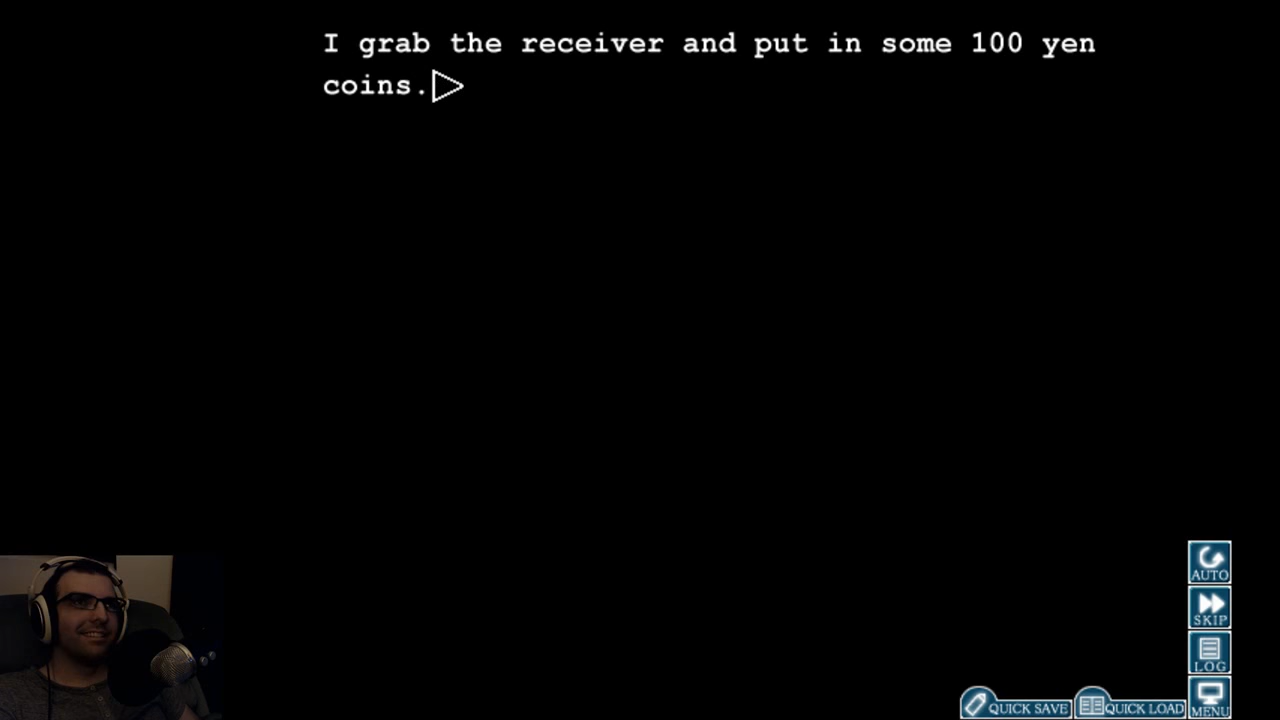 I grab the receiver and put in some 100 yen
coins.
AUTO
SKIP
LOG
QUICK SAVE
QUICK LOAD
MENU